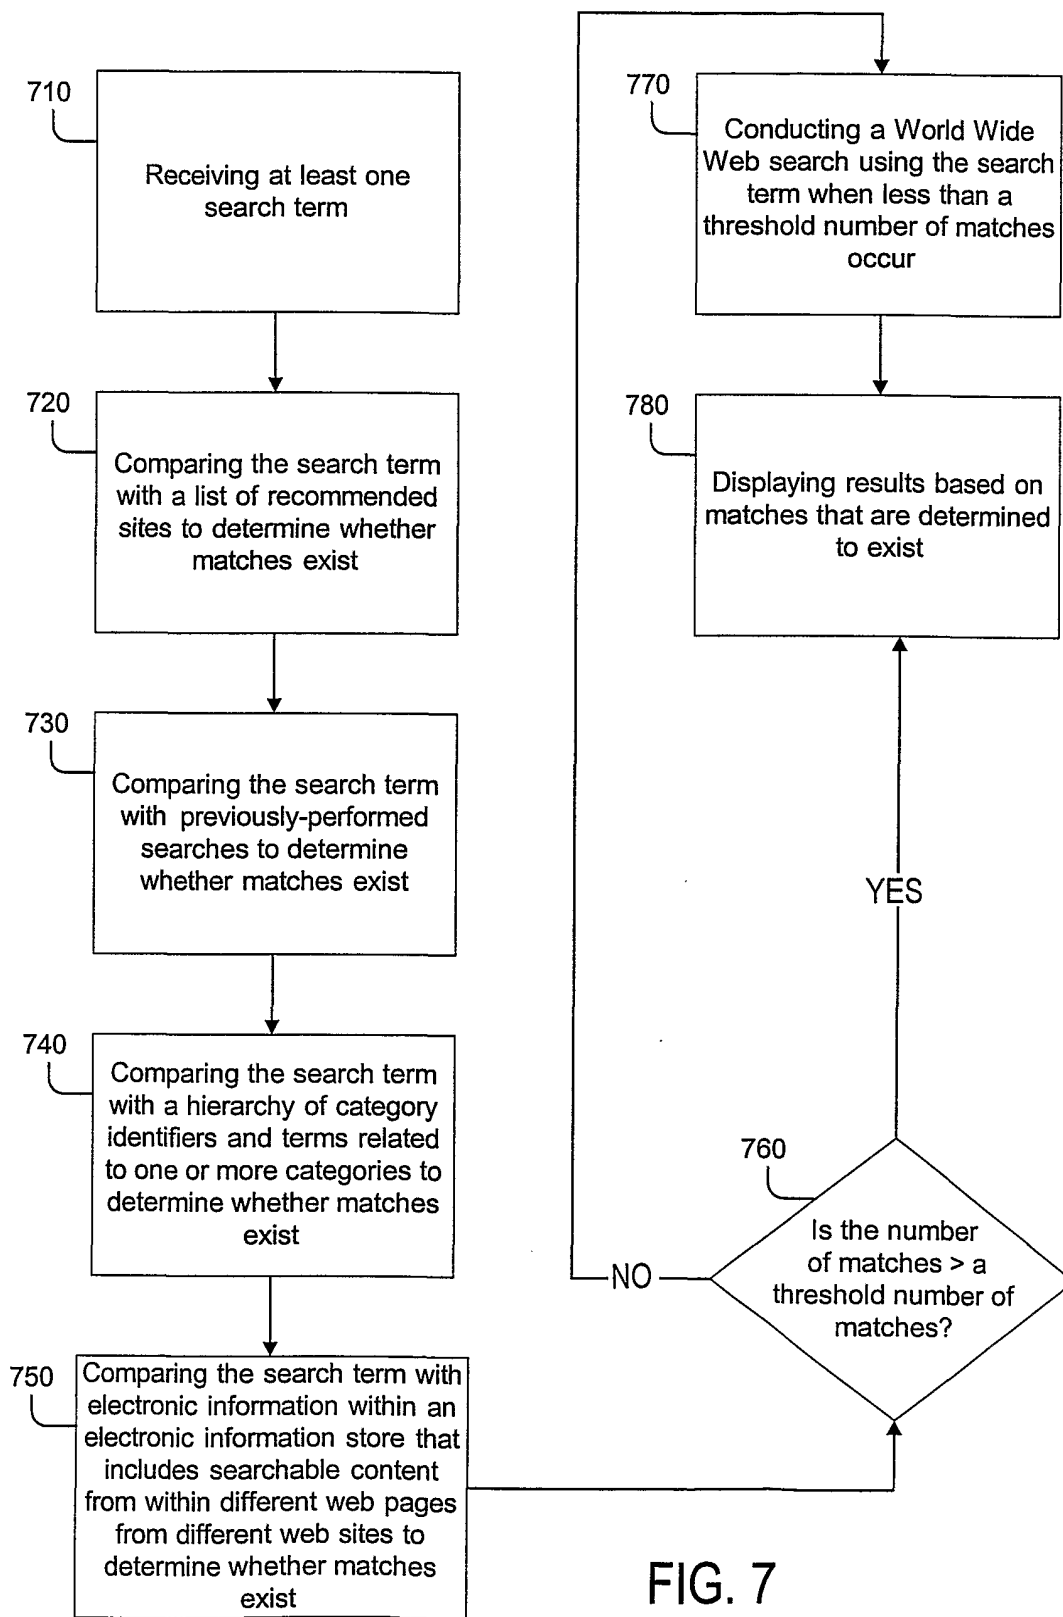 710
Receiving at least one
search term
720
Comparing the search term
with a list of recommended
sites to determine whether
matches exist
730
Comparing the search term
with previously-performed
searches to determine
whether matches exist
740
Comparing the search term
with a hierarchy of category
identifiers and terms related
to one or more categories to
determine whether matches
exist
750
Comparing the search term with
electronic information within an
electronic information store that
includes searchable content
from within different web pages
from different web sites to
determine whether matches
exist
760
Is the number
of matches > a
threshold number of
matches?
NO
YES
770
Conducting a World Wide
Web search using the search
term when less than a
threshold number of matches
occur
780
Displaying results based on
matches that are determined
to exist
FIG. 7